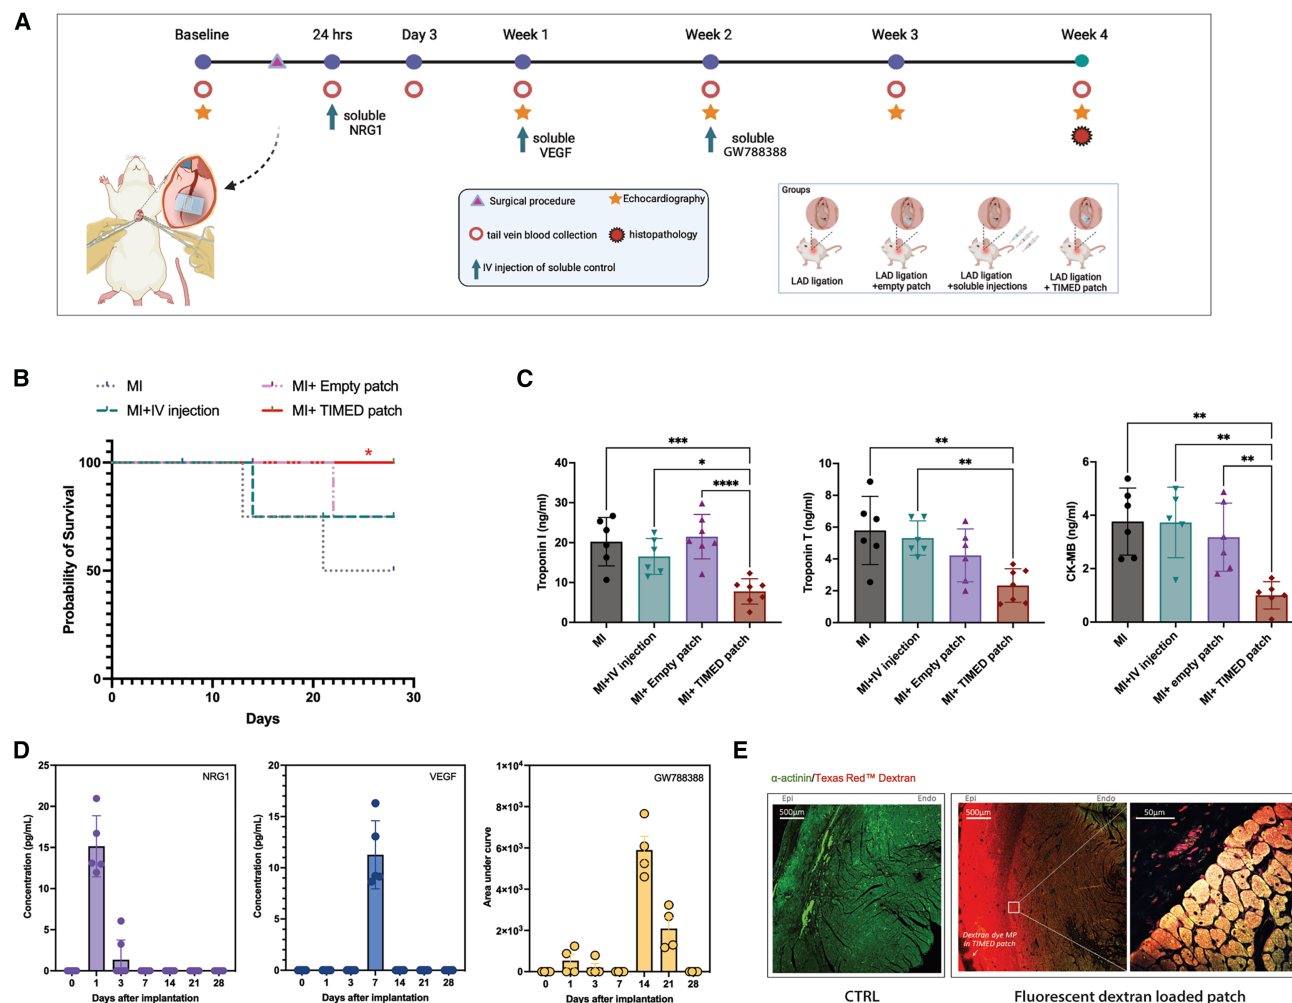 A
Baseline 24 hrs Day 3 Week 1 Week 2 Week 3 Week 4
soluble
NRG1
soluble
VEGF
soluble
GW788388
Surgical procedure Echocardiography
tail vein blood collection histopathology
IV injection of soluble control
Groups
LAD ligation
LAD ligation
+empty patch
LAD ligation
+soluble injections
LAD ligation
+ TIMED patch
B
MI MI+ Empty patch
MI+IV injection MI+ TIMED patch
*
Probability of Survival
100
50
0
0 10 20 30
Days
C
*** 
*
****
Troponin I (ng/ml)
40
30
20
10
0
MI
MI+IV injection
MI+ Empty patch
MI+ TIMED patch
**
**
Troponin T (ng/ml)
10
8
6
4
2
0
MI
MI+IV injection
MI+ Empty patch
MI+ TIMED patch
**
**
**
CK-MB (ng/ml)
6
4
2
0
MI
MI+IV injection
MI+ empty patch
MI+ TIMED patch
D
NRG1
Concentration (pg/mL)
25
20
15
10
5
0
0 1 3 7 14 21 28
Days after implantation
VEGF
Concentration (pg/mL)
20
15
10
5
0
0 1 3 7 14 21 28
Days after implantation
GW788388
Area under curve
1×10⁴
8×10³
6×10³
4×10³
2×10³
0
0 1 3 7 14 21 28
Days after implantation
E
α-actinin/Texas Red™ Dextran
Epi Endo
500μm
CTRL
Epi Endo
500μm
Dextran dye MP
in TIMED patch
50μm
Fluorescent dextran loaded patch